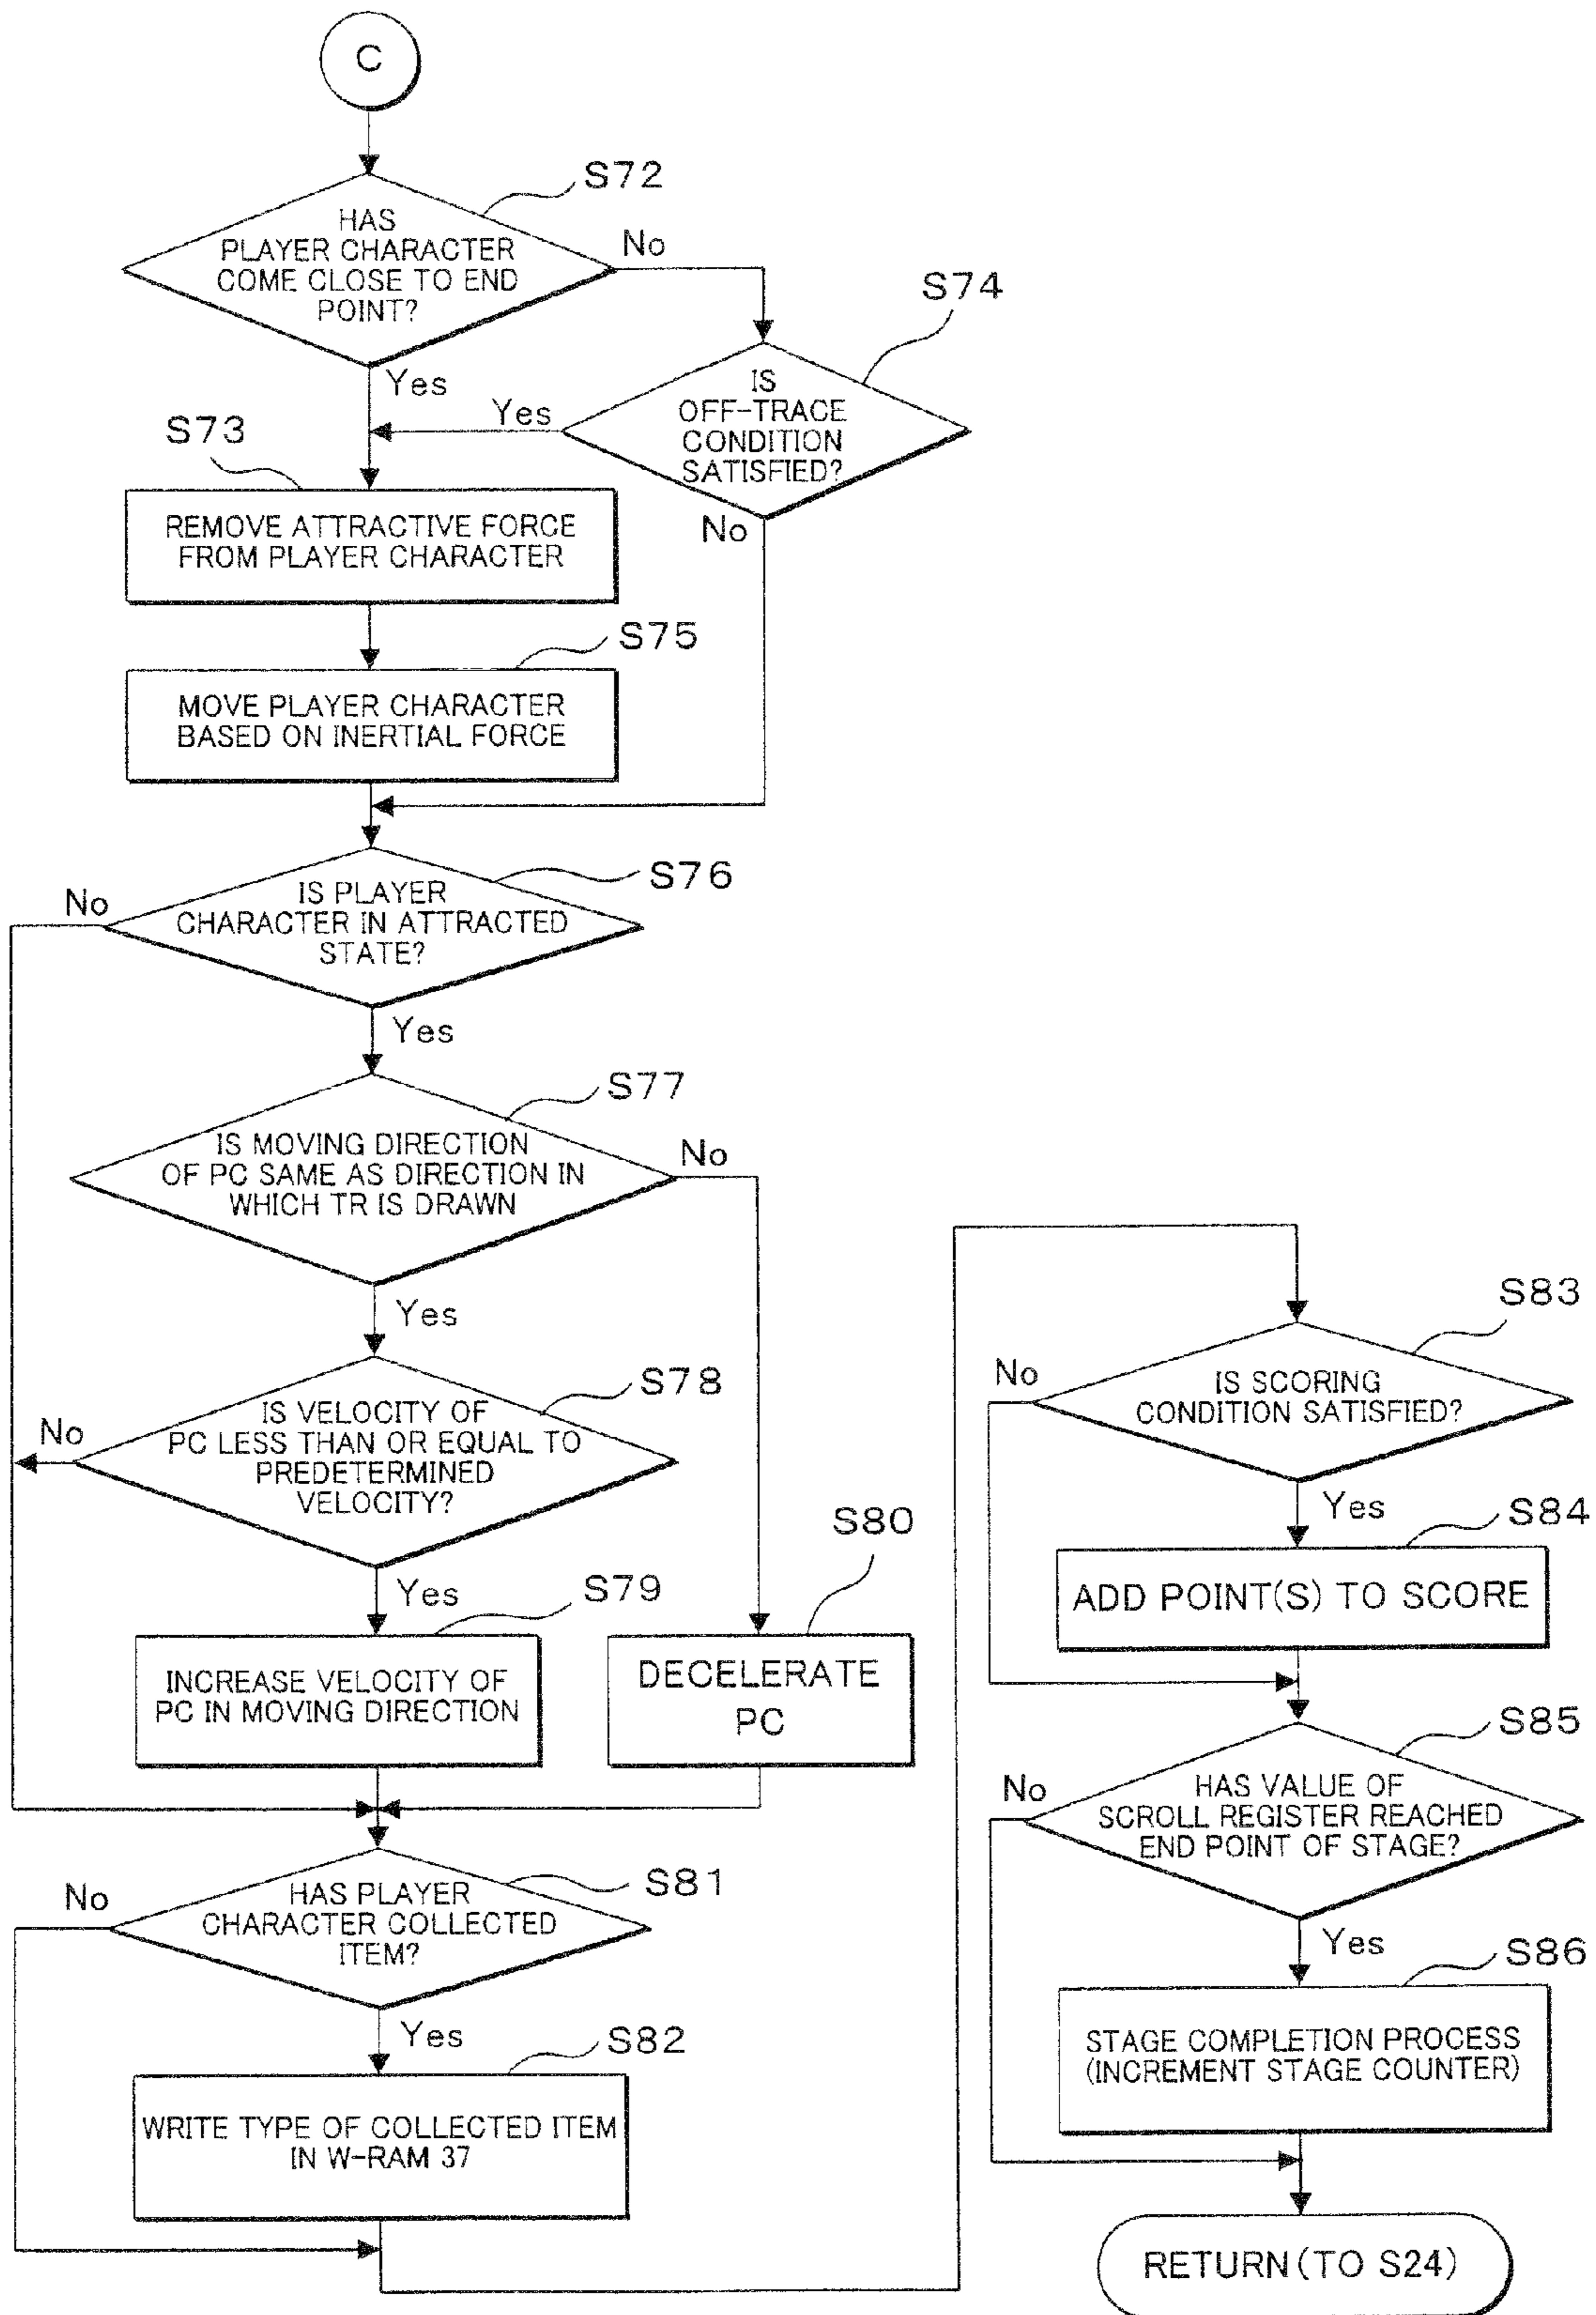 C
S72
HAS
PLAYER CHARACTER
COME CLOSE TO END
POINT?
No
Yes
S74
IS
OFF-TRACE
CONDITION
SATISFIED?
Yes
No
S73
REMOVE ATTRACTIVE FORCE
FROM PLAYER CHARACTER
S75
MOVE PLAYER CHARACTER
BASED ON INERTIAL FORCE
S76
IS PLAYER
CHARACTER IN ATTRACTED
STATE?
No
Yes
S77
IS MOVING DIRECTION
OF PC SAME AS DIRECTION IN
WHICH TR IS DRAWN
No
Yes
S78
IS VELOCITY OF
PC LESS THAN OR EQUAL TO
PREDETERMINED
VELOCITY?
No
Yes
S79
INCREASE VELOCITY OF
PC IN MOVING DIRECTION
S80
DECELERATE
PC
S81
HAS PLAYER
CHARACTER COLLECTED
ITEM?
No
Yes
S82
WRITE TYPE OF COLLECTED ITEM
IN W-RAM 37
S83
IS SCORING
CONDITION SATISFIED?
No
Yes
S84
ADD POINT(S) TO SCORE
S85
HAS VALUE OF
SCROLL REGISTER REACHED
END POINT OF STAGE?
No
Yes
S86
STAGE COMPLETION PROCESS
(INCREMENT STAGE COUNTER)
RETURN (TO S24)